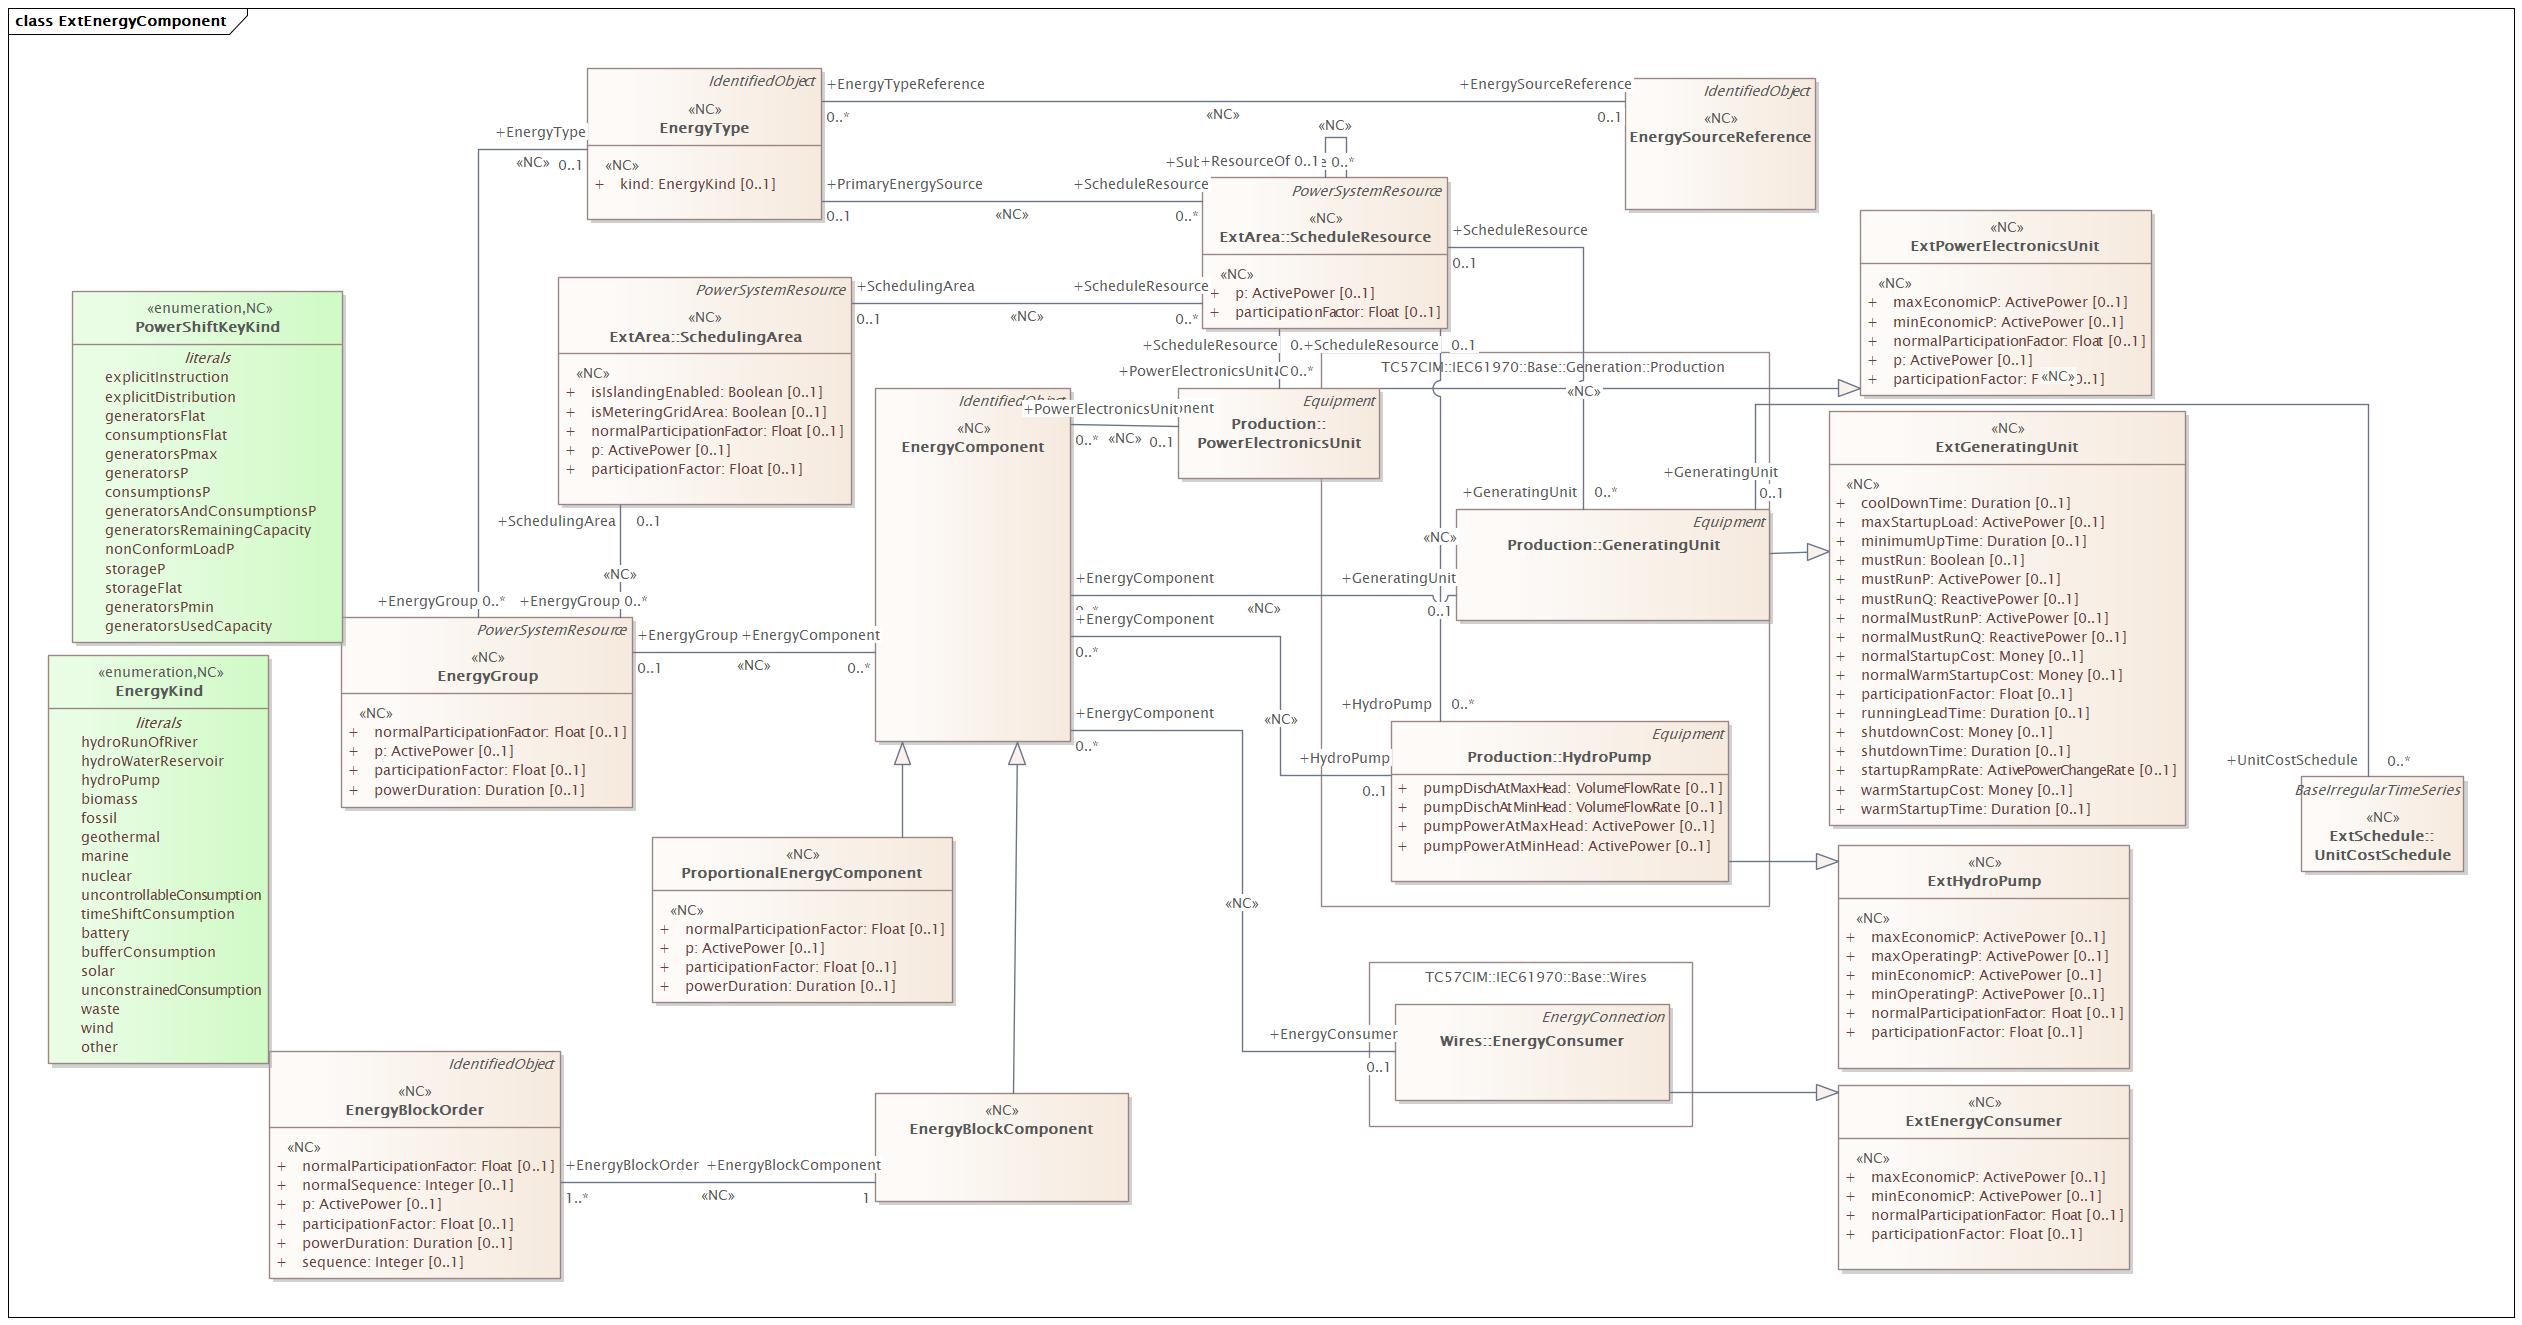 class ExtEnergyComponent
IdentifiedObject
«NC»
EnergyType
«NC»
+ kind: EnergyKind [0..1]
+EnergyTypeReference
0..*
«NC»
+EnergySourceReference
0..1
IdentifiedObject
«NC»
EnergySourceReference
+EnergyType
«NC» 0..1
+PrimaryEnergySource
0..1
«NC»
+ScheduleResource
0..*
«NC»
+ResourceOf 0..1
0..*
PowerSystemResource
«NC»
ExtArea::ScheduleResource
«NC»
+ p: ActivePower [0..1]
+ participationFactor: Float [0..1]
+ScheduleResource
0..1
«NC»
ExtPowerElectronicsUnit
«NC»
+ maxEconomicP: ActivePower [0..1]
+ minEconomicP: ActivePower [0..1]
+ normalParticipationFactor: Float [0..1]
+ p: ActivePower [0..1]
+ participationFactor: F
«NC»
0..1]
PowerSystemResource
«NC»
ExtArea::SchedulingArea
«NC»
+ isIslandingEnabled: Boolean [0..1]
+ isMeteringGridArea: Boolean [0..1]
+ normalParticipationFactor: Float [0..1]
+ p: ActivePower [0..1]
+ participationFactor: Float [0..1]
+SchedulingArea
0..1
«NC»
+ScheduleResource
0..*
«enumeration,NC»
PowerShiftKeyKind
literals
explicitInstruction
explicitDistribution
generatorsFlat
consumptionsFlat
generatorsPmax
generatorsP
consumptionsP
generatorsAndConsumptionsP
generatorsRemainingCapacity
nonConformLoadP
storageP
storageFlat
generatorsPmin
generatorsUsedCapacity
+ScheduleResource
+ScheduleResource
0..1
+PowerElectronicsUnit
0..*
TC57CIM::IEC61970::Base::Generation::Production
IdentifiedObject
«NC»
EnergyComponent
+PowerElectronicsUnit
0..*
«NC»
0..1
Equipment
Production::
PowerElectronicsUnit
«NC»
+GeneratingUnit
0..*
+GeneratingUnit
0..1
Equipment
Production::GeneratingUnit
«NC»
ExtGeneratingUnit
«NC»
+ coolDownTime: Duration [0..1]
+ maxStartupLoad: ActivePower [0..1]
+ minimumUpTime: Duration [0..1]
+ mustRun: Boolean [0..1]
+ mustRunP: ActivePower [0..1]
+ mustRunQ: ReactivePower [0..1]
+ normalMustRunP: ActivePower [0..1]
+ normalMustRunQ: ReactivePower [0..1]
+ normalStartupCost: Money [0..1]
+ normalWarmStartupCost: Money [0..1]
+ participationFactor: Float [0..1]
+ runningLeadTime: Duration [0..1]
+ shutdownCost: Money [0..1]
+ shutdownTime: Duration [0..1]
+ startupRampRate: ActivePowerChangeRate [0..1]
+ warmStartupCost: Money [0..1]
+ warmStartupTime: Duration [0..1]
+SchedulingArea
0..1
«NC»
+EnergyGroup 0..*
+EnergyGroup 0..*
+EnergyComponent
«NC»
+GeneratingUnit
0..1
«NC»
+EnergyComponent
0..*
PowerSystemResource
«NC»
EnergyGroup
«NC»
+ normalParticipationFactor: Float [0..1]
+ p: ActivePower [0..1]
+ participationFactor: Float [0..1]
+ powerDuration: Duration [0..1]
+EnergyGroup
0..1
«NC»
+EnergyComponent
0..*
«enumeration,NC»
EnergyKind
literals
hydroRunOfRiver
hydroWaterReservoir
hydroPump
biomass
fossil
geothermal
marine
nuclear
uncontrollableConsumption
timeShiftConsumption
battery
bufferConsumption
solar
unconstrainedConsumption
waste
wind
other
+EnergyComponent
0..*
«NC»
+HydroPump
0..1
+HydroPump
0..*
Equipment
Production::HydroPump
+ pumpDischAtMaxHead: VolumeFlowRate [0..1]
+ pumpDischAtMinHead: VolumeFlowRate [0..1]
+ pumpPowerAtMaxHead: ActivePower [0..1]
+ pumpPowerAtMinHead: ActivePower [0..1]
+UnitCostSchedule
0..*
BaseIrregularTimeSeries
«NC»
ExtSchedule::
UnitCostSchedule
«NC»
ProportionalEnergyComponent
«NC»
+ normalParticipationFactor: Float [0..1]
+ p: ActivePower [0..1]
+ participationFactor: Float [0..1]
+ powerDuration: Duration [0..1]
«NC»
ExtHydroPump
«NC»
+ maxEconomicP: ActivePower [0..1]
+ maxOperatingP: ActivePower [0..1]
+ minEconomicP: ActivePower [0..1]
+ minOperatingP: ActivePower [0..1]
+ normalParticipationFactor: Float [0..1]
+ participationFactor: Float [0..1]
«NC»
TC57CIM::IEC61970::Base::Wires
+EnergyConsumer
0..1
EnergyConnection
Wires::EnergyConsumer
IdentifiedObject
«NC»
EnergyBlockOrder
«NC»
+ normalParticipationFactor: Float [0..1]
+ normalSequence: Integer [0..1]
+ p: ActivePower [0..1]
+ participationFactor: Float [0..1]
+ powerDuration: Duration [0..1]
+ sequence: Integer [0..1]
+EnergyBlockOrder
1..*
«NC»
+EnergyBlockComponent
1
«NC»
EnergyBlockComponent
«NC»
ExtEnergyConsumer
«NC»
+ maxEconomicP: ActivePower [0..1]
+ minEconomicP: ActivePower [0..1]
+ normalParticipationFactor: Float [0..1]
+ participationFactor: Float [0..1]